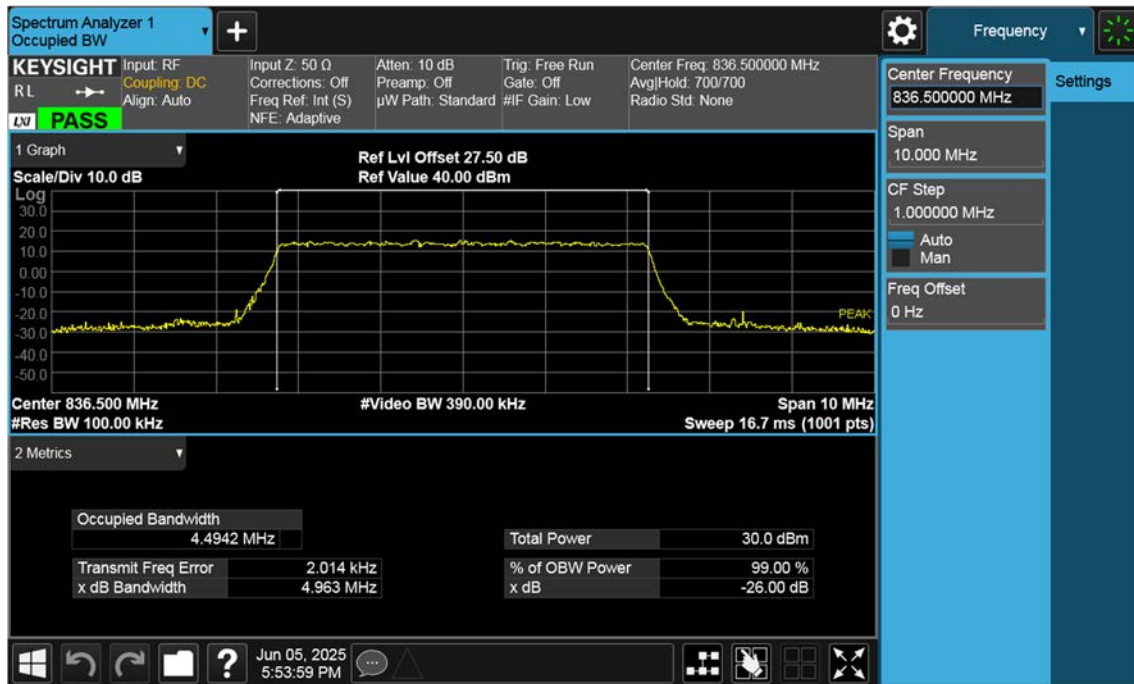 Spectrum Analyzer 1
Occupied BW
Frequency
KEYSIGHT
R L
LXI
PASS
Input: RF
Coupling: DC
Align: Auto
Input Z: 50 Ω
Corrections: Off
Freq Ref: Int (S)
NFE: Adaptive
Atten: 10 dB
Preamp: Off
µW Path: Standard
Trig: Free Run
Gate: Off
#IF Gain: Low
Center Freq: 836.500000 MHz
Avg|Hold: 700/700
Radio Std: None
1 Graph
Scale/Div 10.0 dB
Ref Lvl Offset 27.50 dB
Ref Value 40.00 dBm
Log
30.0
20.0
10.0
0.00
-10.0
-20.0
-30.0
-40.0
-50.0
PEAK
Center 836.500 MHz
#Video BW 390.00 kHz
Span 10 MHz
#Res BW 100.00 kHz
Sweep 16.7 ms (1001 pts)
2 Metrics
Occupied Bandwidth
4.4942 MHz
Total Power 30.0 dBm
Transmit Freq Error 2.014 kHz
% of OBW Power 99.00 %
x dB Bandwidth 4.963 MHz
x dB -26.00 dB
?
Jun 05, 2025
5:53:59 PM
Center Frequency
836.500000 MHz
Settings
Span
10.000 MHz
CF Step
1.000000 MHz
Auto
Man
Freq Offset
0 Hz